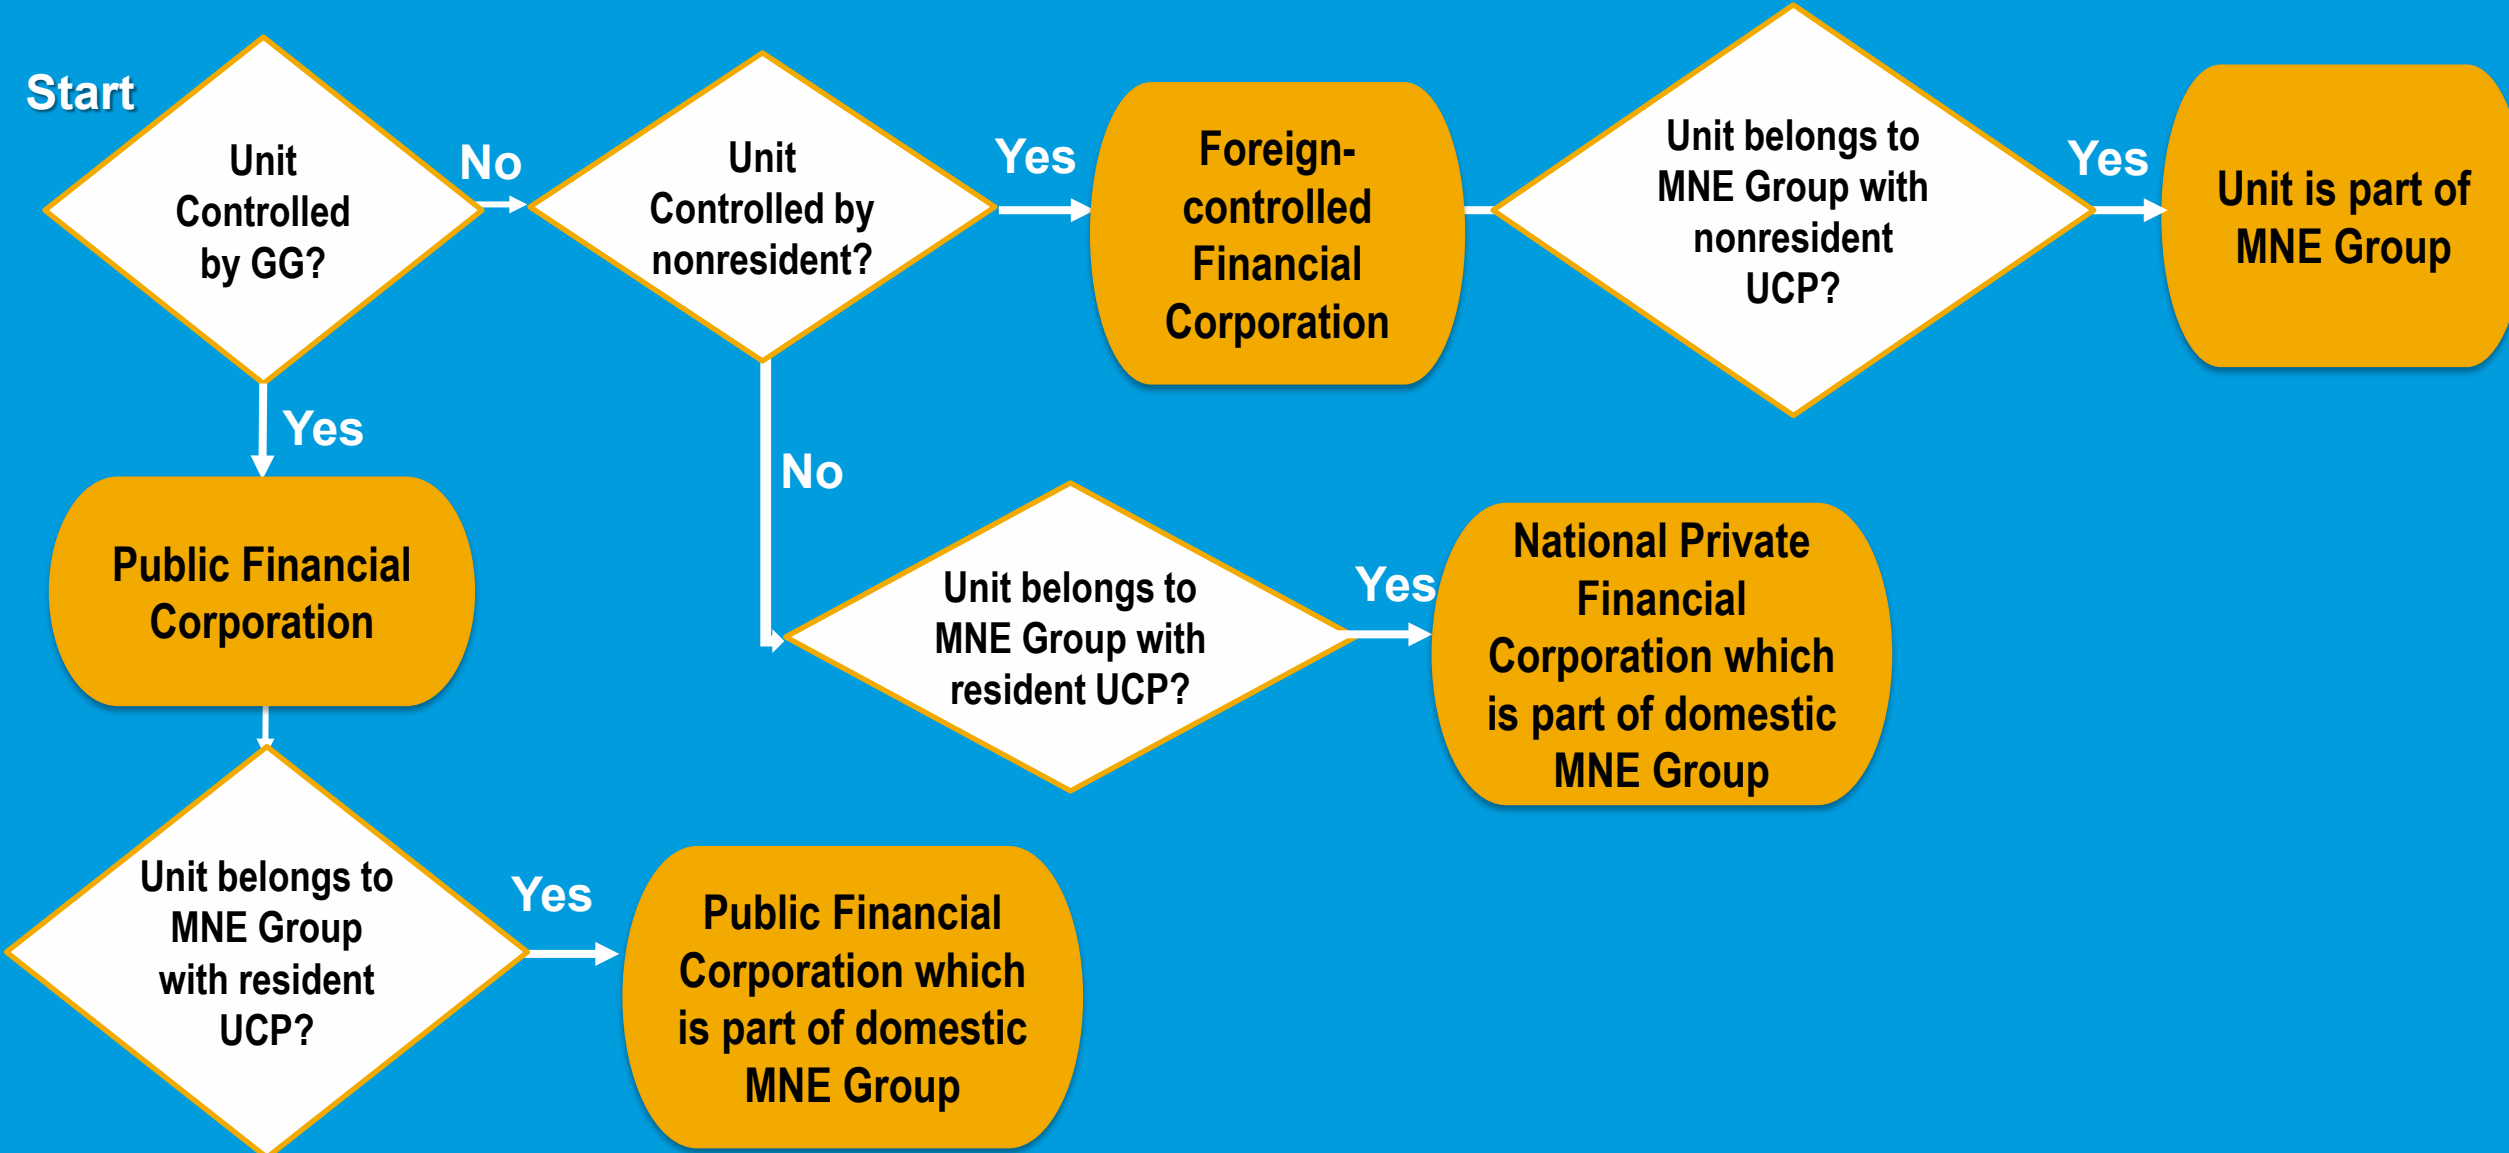 Start
Unit
Controlled
by GG?
No
Unit
Controlled by
nonresident?
Yes
Foreign-
controlled
Financial
Corporation
Unit belongs to
MNE Group with
nonresident
UCP?
Yes
Unit is part of
MNE Group
Yes
No
Public Financial
Corporation
Unit belongs to
MNE Group with
resident UCP?
Yes
National Private
Financial
Corporation which
is part of domestic
MNE Group
Unit belongs to
MNE Group
with resident
UCP?
Yes
Public Financial
Corporation which
is part of domestic
MNE Group